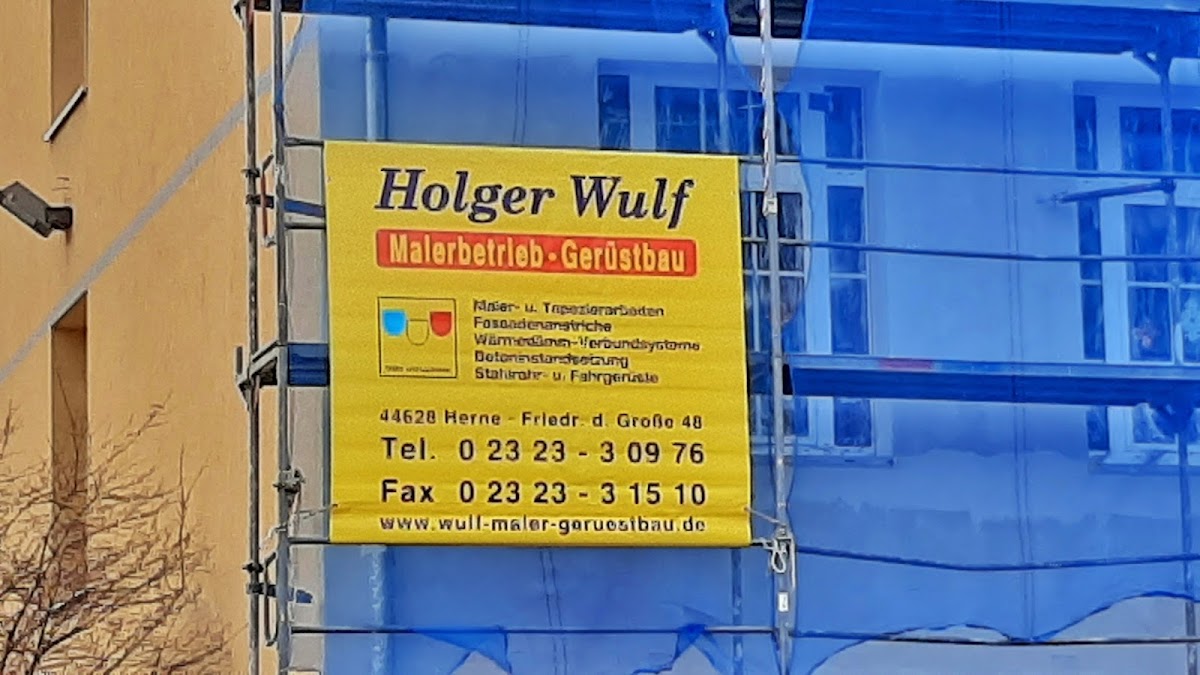 Holger Wulf
Malerbetrieb · Gerüstbau
Maler- u. Tapezierarbeiten
Fassadenanstriche
Wärmedämm-Verbundsysteme
Betoninstandsetzung
Stahlrohr- u. Fahrgerüste
44628 Herne - Friedr. d. Große 48
Tel. 0 23 23 - 3 09 76
Fax 0 23 23 - 3 15 10
www.wulf-maler-geruestbau.de